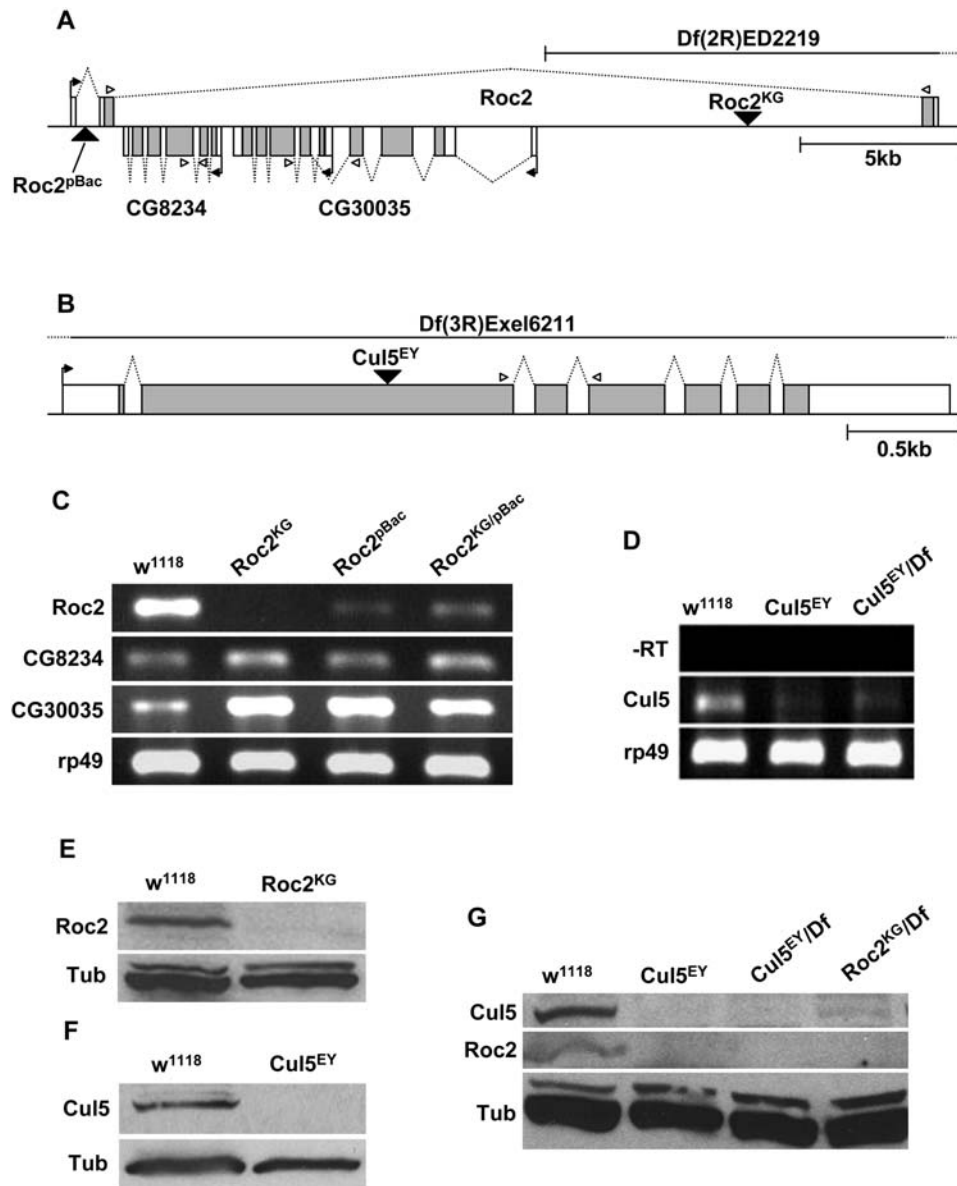 A
Df(2R)ED2219
Roc2
Roc2^KG
5kb
Roc2^pBac
CG8234
CG30035
B
Df(3R)Exel6211
Cul5^EY
0.5kb
C
w^1118
Roc2^KG
Roc2^pBac
Roc2^KG/pBac
Roc2
CG8234
CG30035
rp49
D
w^1118
Cul5^EY
Cul5^EY/Df
-RT
Cul5
rp49
E
w^1118
Roc2^KG
Roc2
Tub
F
w^1118
Cul5^EY
Cul5
Tub
G
w^1118
Cul5^EY
Cul5^EY/Df
Roc2^KG/Df
Cul5
Roc2
Tub